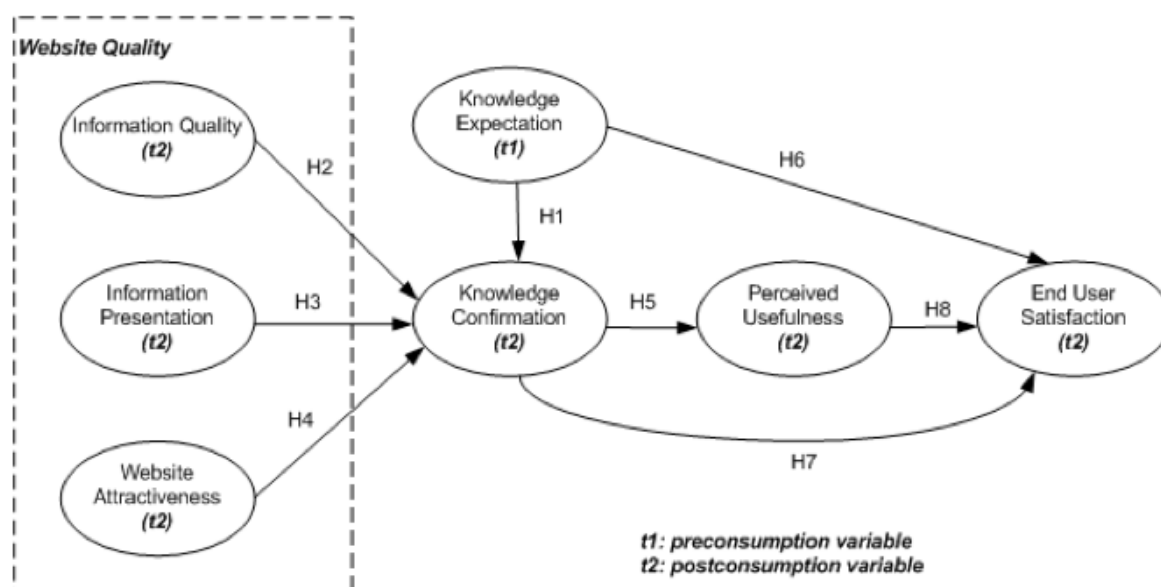 Website Quality
Information Quality
(t2)
Knowledge
Expectation
(t1)
H2
H6
H1
Information
Presentation
(t2)
H3
Knowledge
Confirmation
(t2)
H5
Perceived
Usefulness
(t2)
H8
End User
Satisfaction
(t2)
H4
H7
Website
Attractiveness
(t2)
t1: preconsumption variable
t2: postconsumption variable